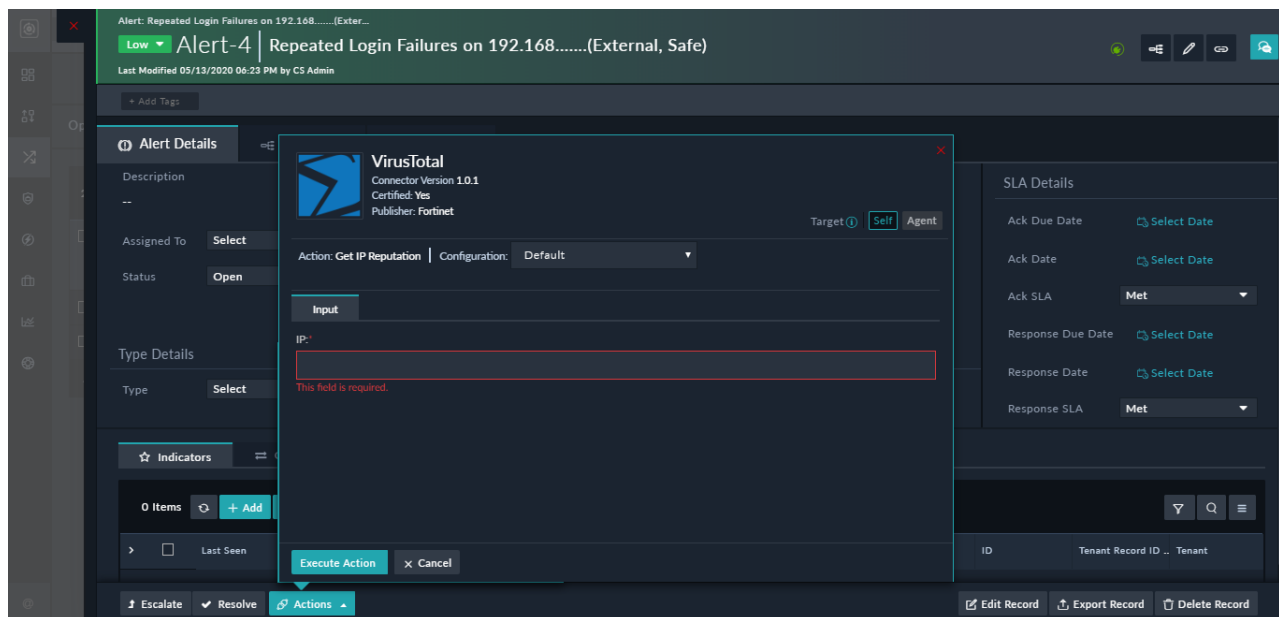 Alert: Repeated Login Failures on 192.168.......(Exter...
Low Alert-4 Repeated Login Failures on 192.168.......(External, Safe)
Last Modified 05/13/2020 06:23 PM by CS Admin
+ Add Tags
Op
Alert Details
Description
--
Assigned To Select
Status Open
Type Details
Type Select
VirusTotal
Connector Version 1.0.1
Certified: Yes
Publisher: Fortinet
Target Self Agent
Action: Get IP Reputation Configuration: Default
Input
IP:*
This field is required.
Execute Action × Cancel
SLA Details
Ack Due Date Select Date
Ack Date Select Date
Ack SLA Met
Response Due Date Select Date
Response Date Select Date
Response SLA Met
Indicators
0 Items + Add
Last Seen ID Tenant Record ID .. Tenant
Escalate Resolve Actions Edit Record Export Record Delete Record